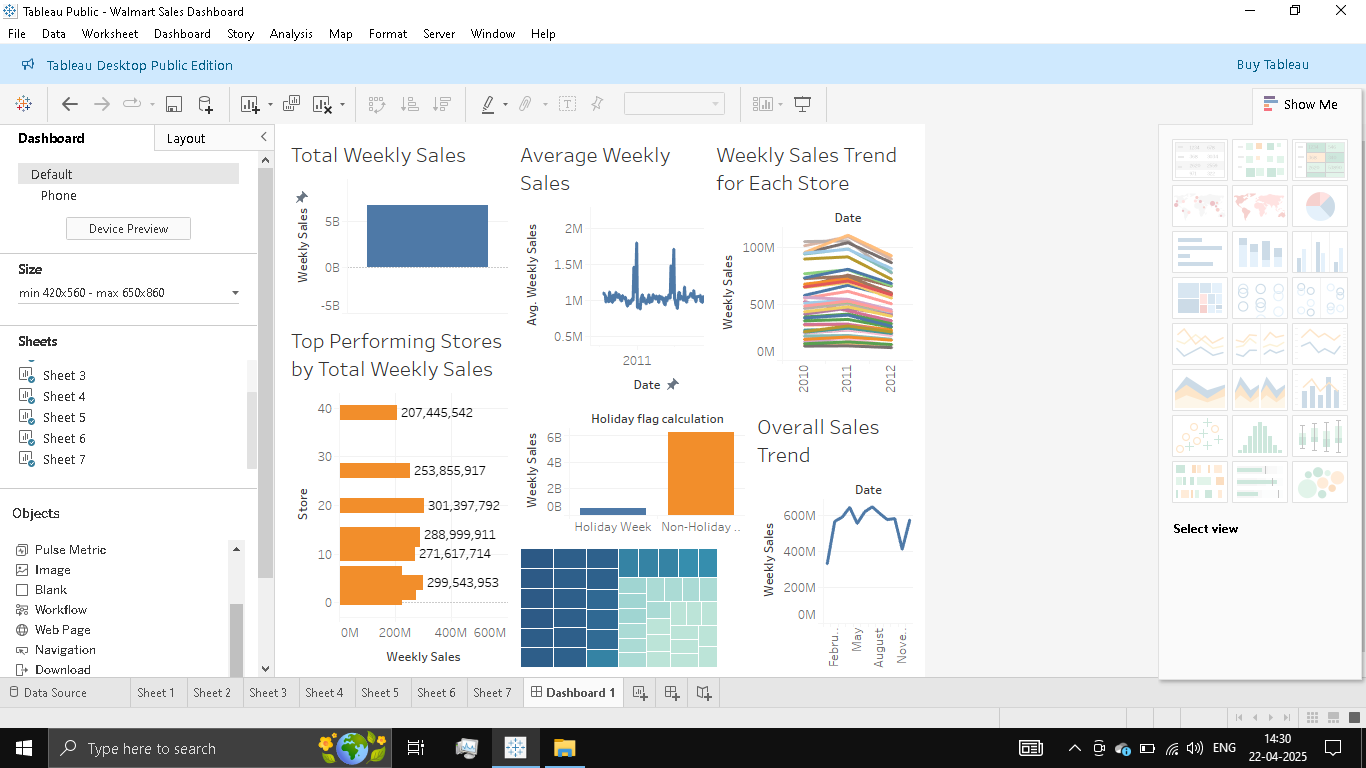 Tableau Public - Walmart Sales Dashboard
File Data Worksheet Dashboard Story Analysis Map Format Server Window Help
Tableau Desktop Public Edition
Buy Tableau
Show Me
Dashboard
Layout
Default
Phone
Device Preview
Size
min 420x560 - max 650x860
Sheets
Sheet 3
Sheet 4
Sheet 5
Sheet 6
Sheet 7
Objects
Pulse Metric
Image
Blank
Workflow
Web Page
Navigation
Download
Total Weekly Sales
Weekly Sales
5B
0B
-5B
Average Weekly
Sales
Avg. Weekly Sales
2M
1.5M
1M
0.5M
2011
Date
Weekly Sales Trend
for Each Store
Date
Weekly Sales
100M
50M
0M
2010
2011
2012
Top Performing Stores
by Total Weekly Sales
Store
40
30
20
10
0
207,445,542
253,855,917
301,397,792
288,999,911
271,617,714
299,543,953
0M 200M 400M 600M
Weekly Sales
Holiday flag calculation
Weekly Sales
6B
4B
2B
0B
Holiday Week Non-Holiday ..
Overall Sales
Trend
Date
Weekly Sales
600M
400M
200M
0M
Febru..
May
August
Nove..
Select view
Data Source Sheet 1 Sheet 2 Sheet 3 Sheet 4 Sheet 5 Sheet 6 Sheet 7 Dashboard 1
Type here to search
ENG
14:30
22-04-2025